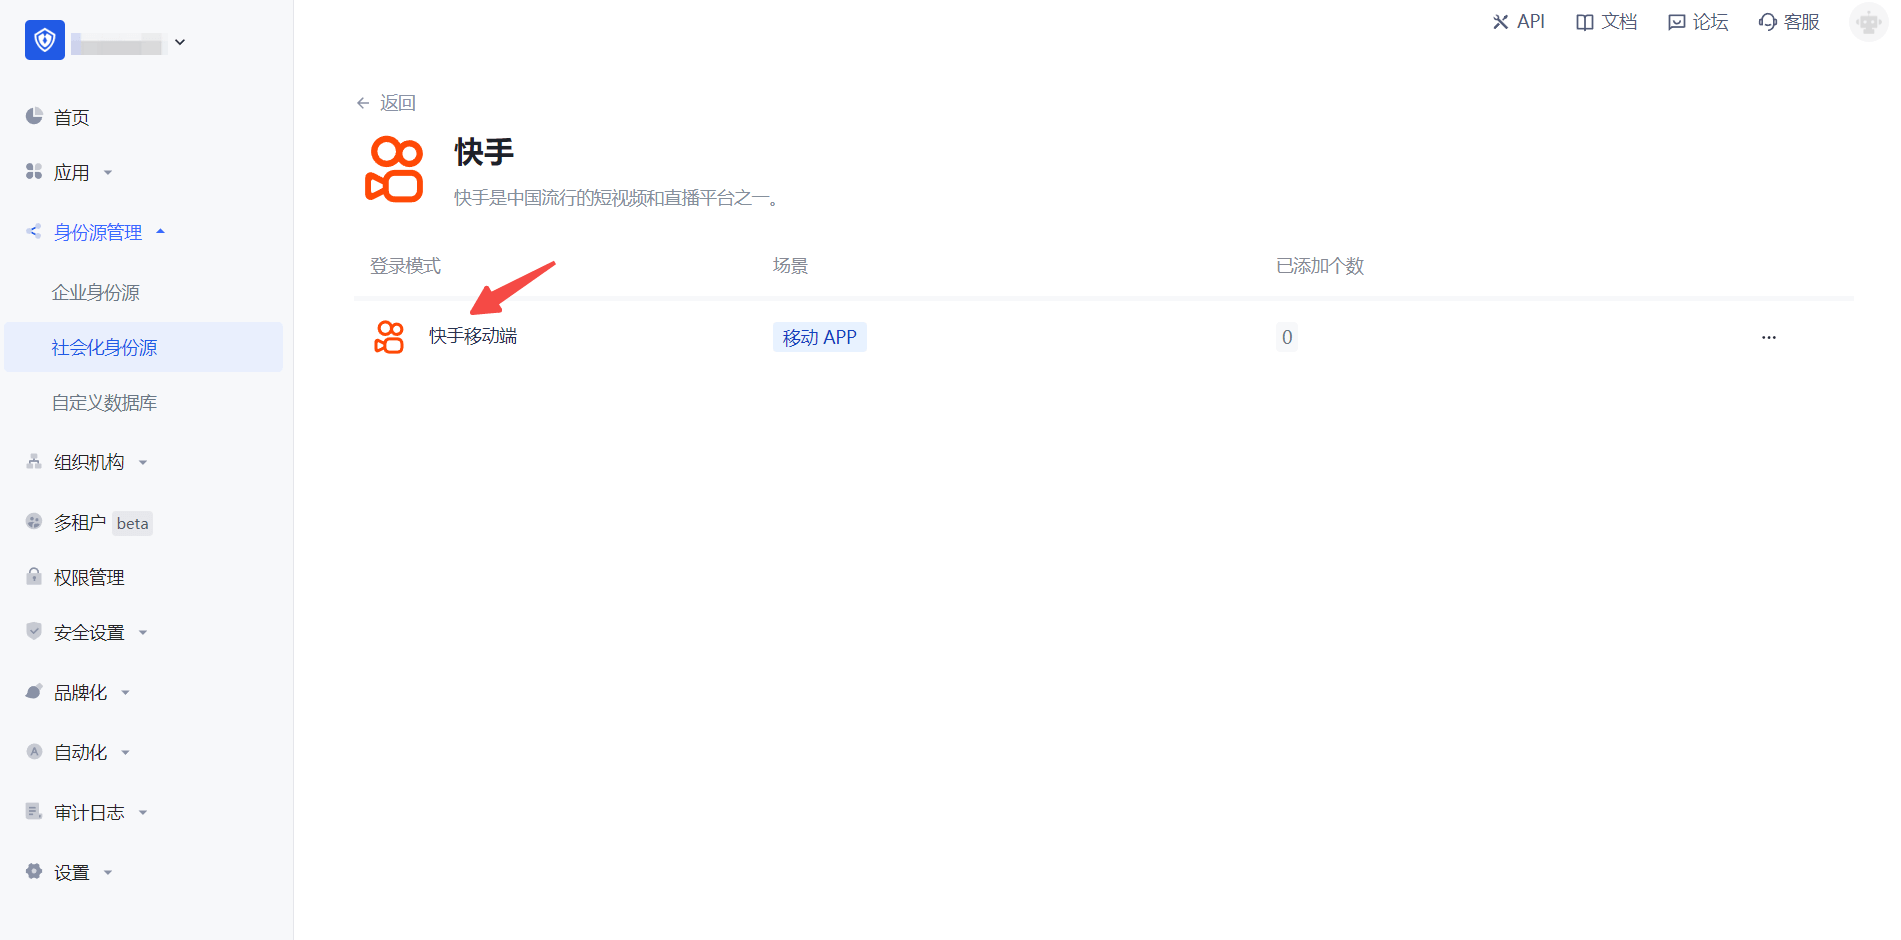 API 文档 论坛 客服
首页
应用
身份源管理
企业身份源
社会化身份源
自定义数据库
组织机构
多租户 beta
权限管理
安全设置
品牌化
自动化
审计日志
设置
返回
快手
快手是中国流行的短视频和直播平台之一。
登录模式 场景 已添加个数
快手移动端 移动 APP 0